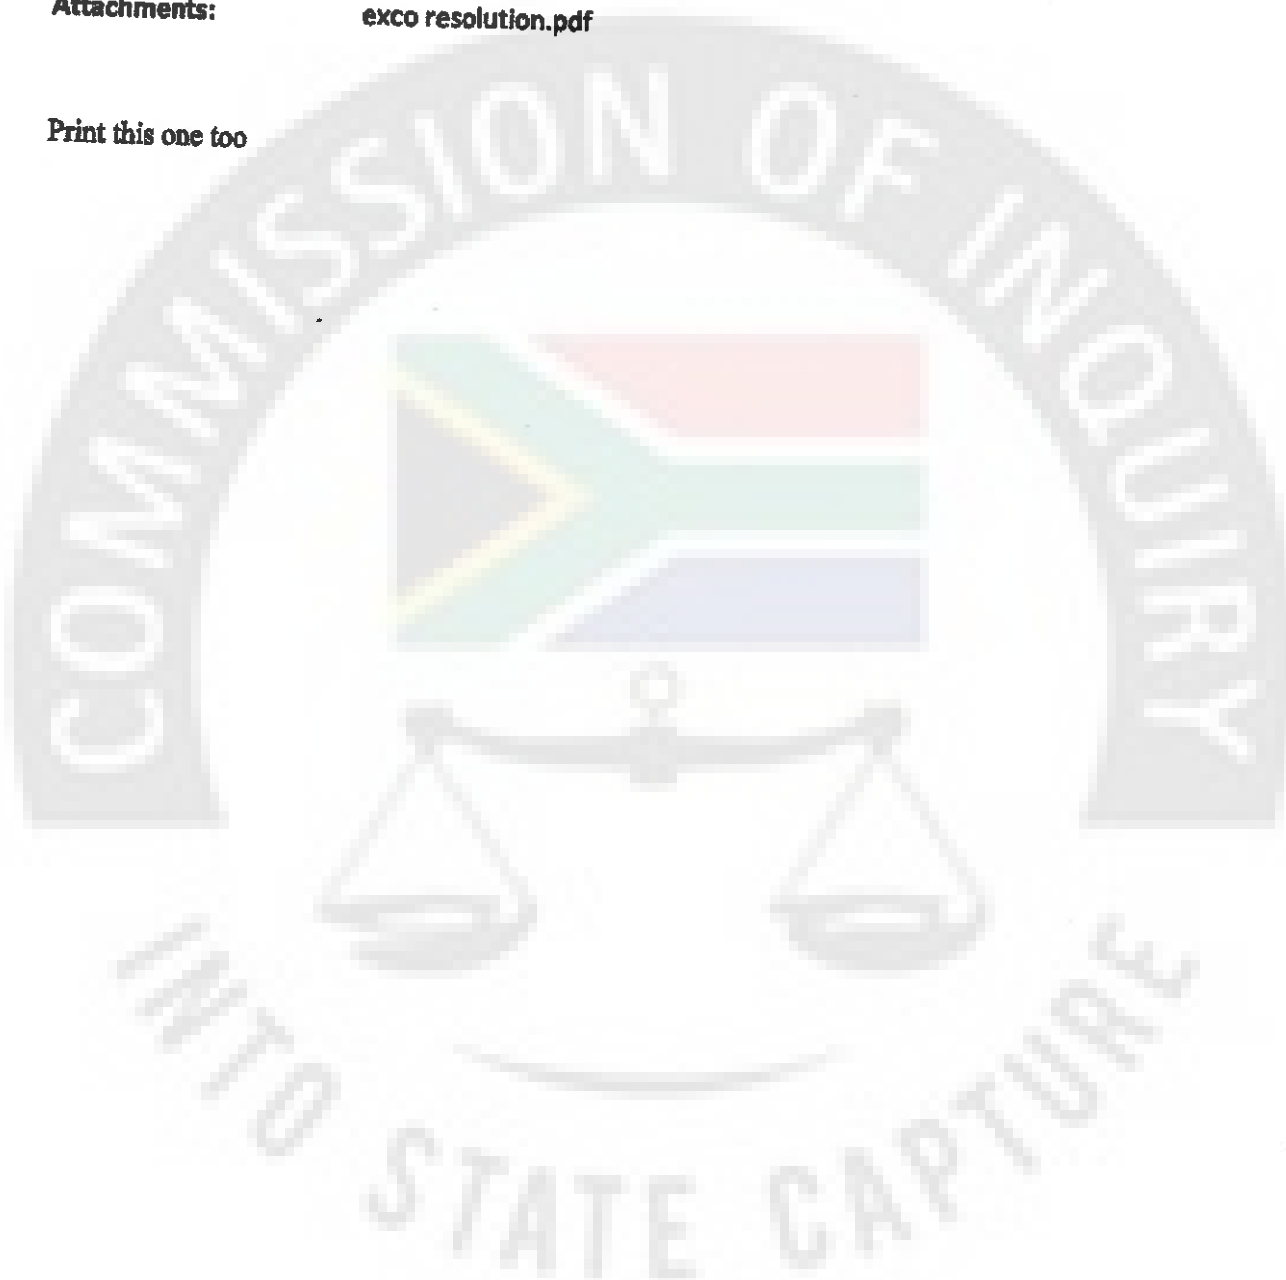 Attachments: exco resolution.pdf
Print this one too
COMMISSION OF INQUIRY
INTO STATE CAPTURE